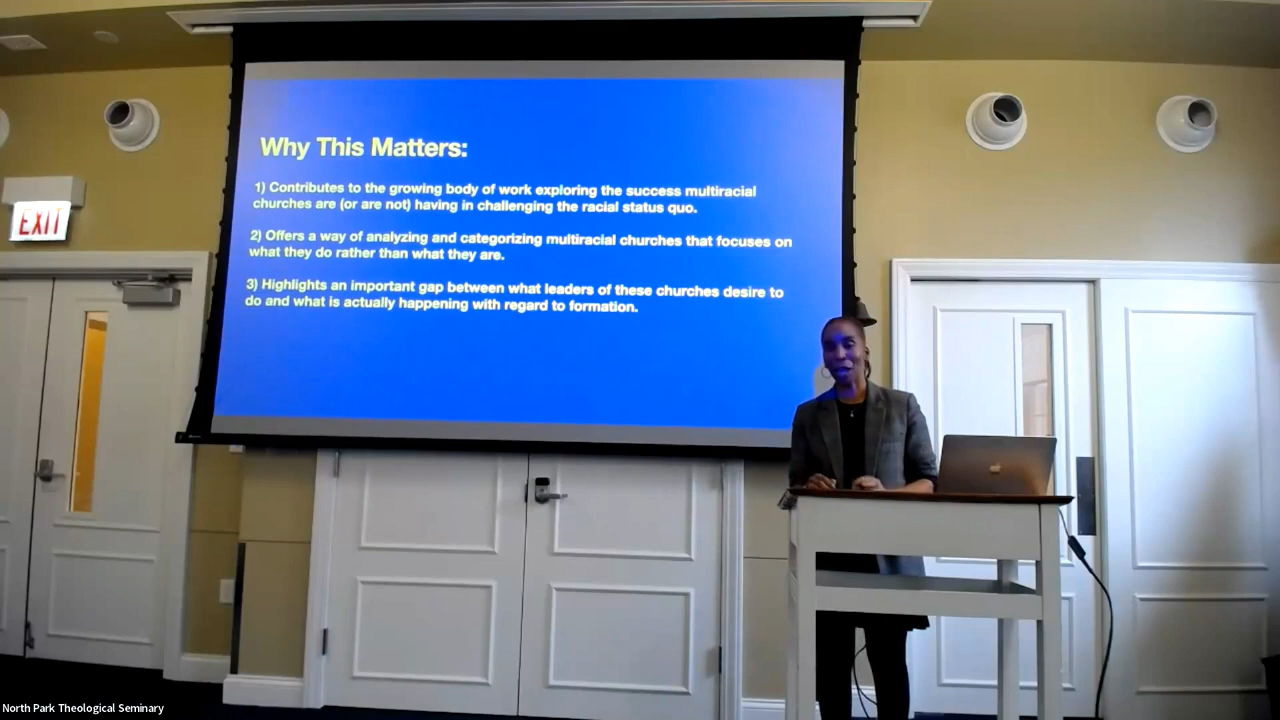 Why This Matters:
1) Contributes to the growing body of work exploring the success multiracial
churches are (or are not) having in challenging the racial status quo.
2) Offers a way of analyzing and categorizing multiracial churches that focuses on
what they do rather than what they are.
3) Highlights an important gap between what leaders of these churches desire to
do and what is actually happening with regard to formation.
EXIT
North Park Theological Seminary